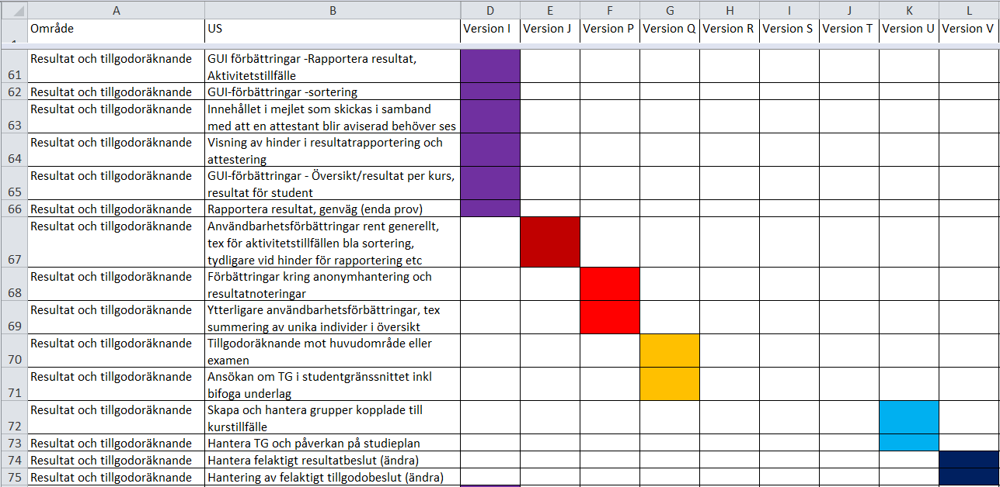 A B D E F G H I J K L
Område US Version I Version J Version P Version Q Version R Version S Version T Version U Version V
Resultat och tillgodoräknande GUI förbättringar -Rapportera resultat,
61 Aktivitetstillfälle
62 Resultat och tillgodoräknande GUI-förbättringar -sortering
Resultat och tillgodoräknande Innehållet i mejlet som skickas i samband
63 med att en attestant blir aviserad behöver ses
Resultat och tillgodoräknande Visning av hinder i resultatrapportering och
64 attestering
Resultat och tillgodoräknande GUI-förbättringar - Översikt/resultat per kurs,
65 resultat för student
66 Resultat och tillgodoräknande Rapportera resultat, genväg (enda prov)
Resultat och tillgodoräknande Användbarhetsförbättringar rent generellt,
tex för aktivitetstillfällen bla sortering,
67 tydligare vid hinder för rapportering etc
Resultat och tillgodoräknande Förbättringar kring anonymhantering och
68 resultatnoteringar
Resultat och tillgodoräknande Ytterligare användbarhetsförbättringar, tex
69 summering av unika individer i översikt
Resultat och tillgodoräknande Tillgodoräknande mot huvudområde eller
70 examen
Resultat och tillgodoräknande Ansökan om TG i studentgränssnittet inkl
71 bifoga underlag
Resultat och tillgodoräknande Skapa och hantera grupper kopplade till
72 kurstillfälle
73 Resultat och tillgodoräknande Hantera TG och påverkan på studieplan
74 Resultat och tillgodoräknande Hantera felaktigt resultatbeslut (ändra)
75 Resultat och tillgodoräknande Hantering av felaktigt tillgodobeslut (ändra)